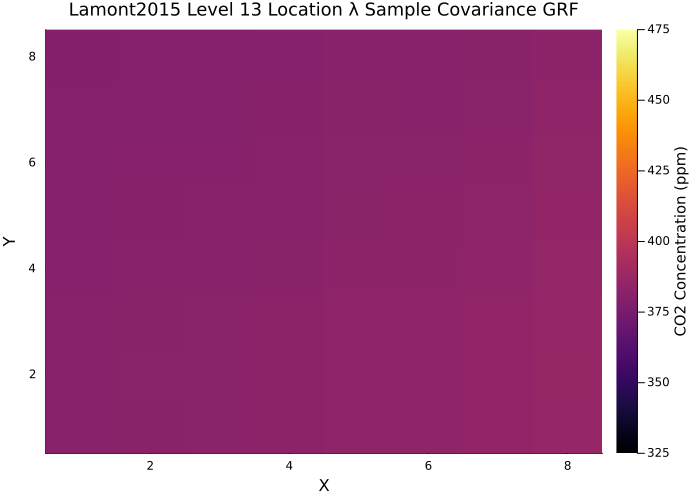 Lamont2015 Level 13 Location λ Sample Covariance GRF
8
6
4
2
Y
2 4 6 8
X
475
450
425
400
375
350
325
CO2 Concentration (ppm)